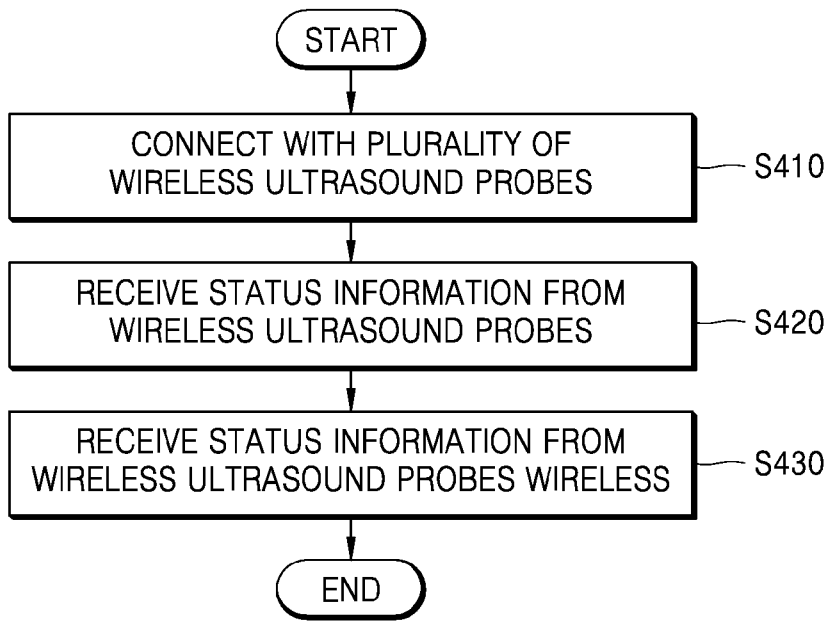 START
CONNECT WITH PLURALITY OF
WIRELESS ULTRASOUND PROBES
S410
RECEIVE STATUS INFORMATION FROM
WIRELESS ULTRASOUND PROBES
S420
RECEIVE STATUS INFORMATION FROM
WIRELESS ULTRASOUND PROBES WIRELESS
S430
END